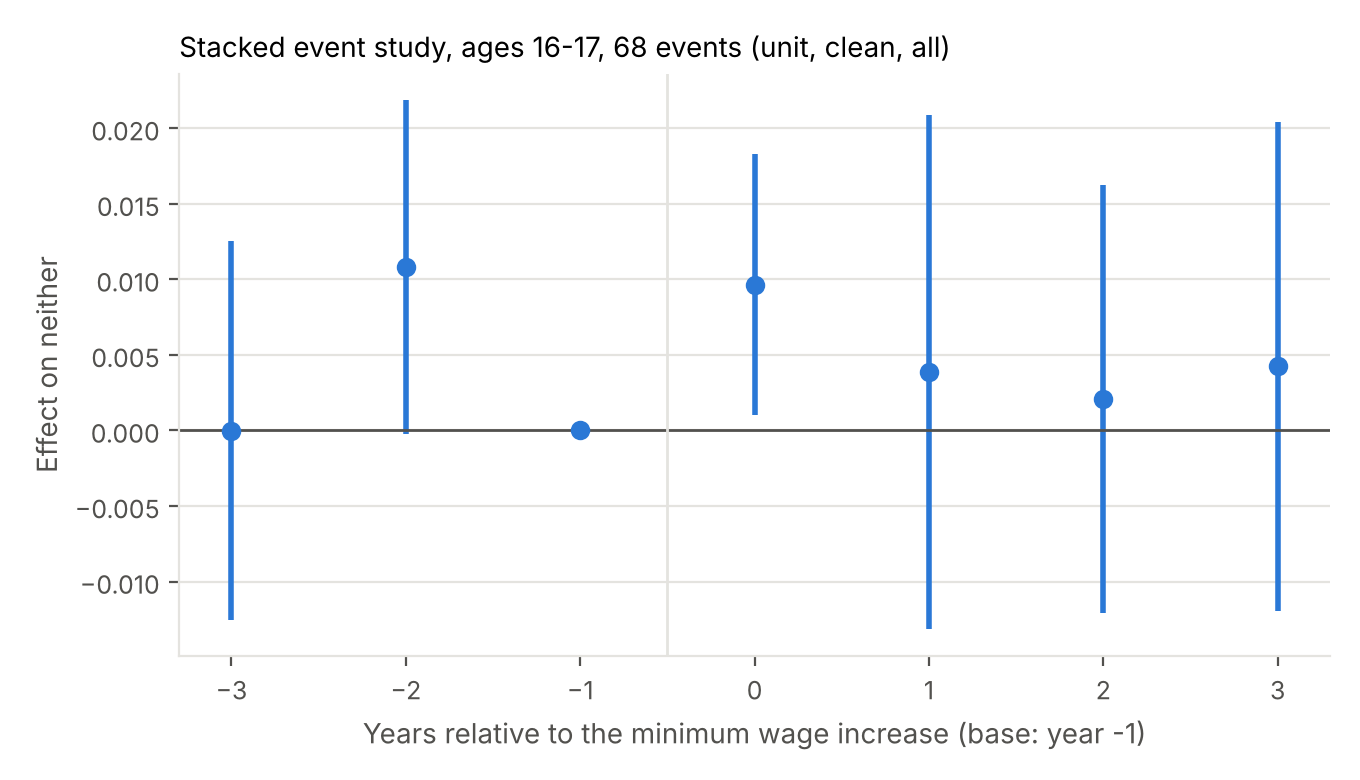 Stacked event study, ages 16-17, 68 events (unit, clean, all)
Effect on neither
0.020
0.015
0.010
0.005
0.000
−0.005
−0.010
−3 −2 −1 0 1 2 3
Years relative to the minimum wage increase (base: year -1)